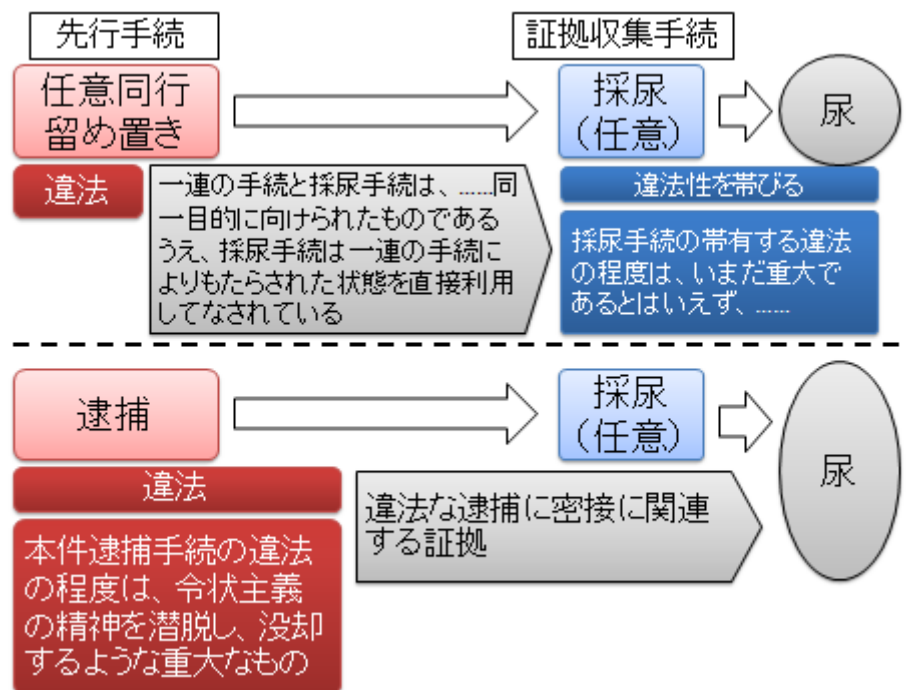 先行手続
証拠収集手続
任意同行
留め置き
採尿
(任意)
尿
違法
一連の手続と採尿手続は、……同
一目的に向けられたものである
うえ、採尿手続は一連の手続に
よりもたらされた状態を直接利用
してなされている
違法性を帯びる
採尿手続の帯有する違法
の程度は、いまだ重大で
あるとはいえず、……
逮捕
採尿
(任意)
尿
違法
本件逮捕手続の違法
の程度は、令状主義
の精神を潜脱し、没却
するような重大なもの
違法な逮捕に密接に関連
する証拠